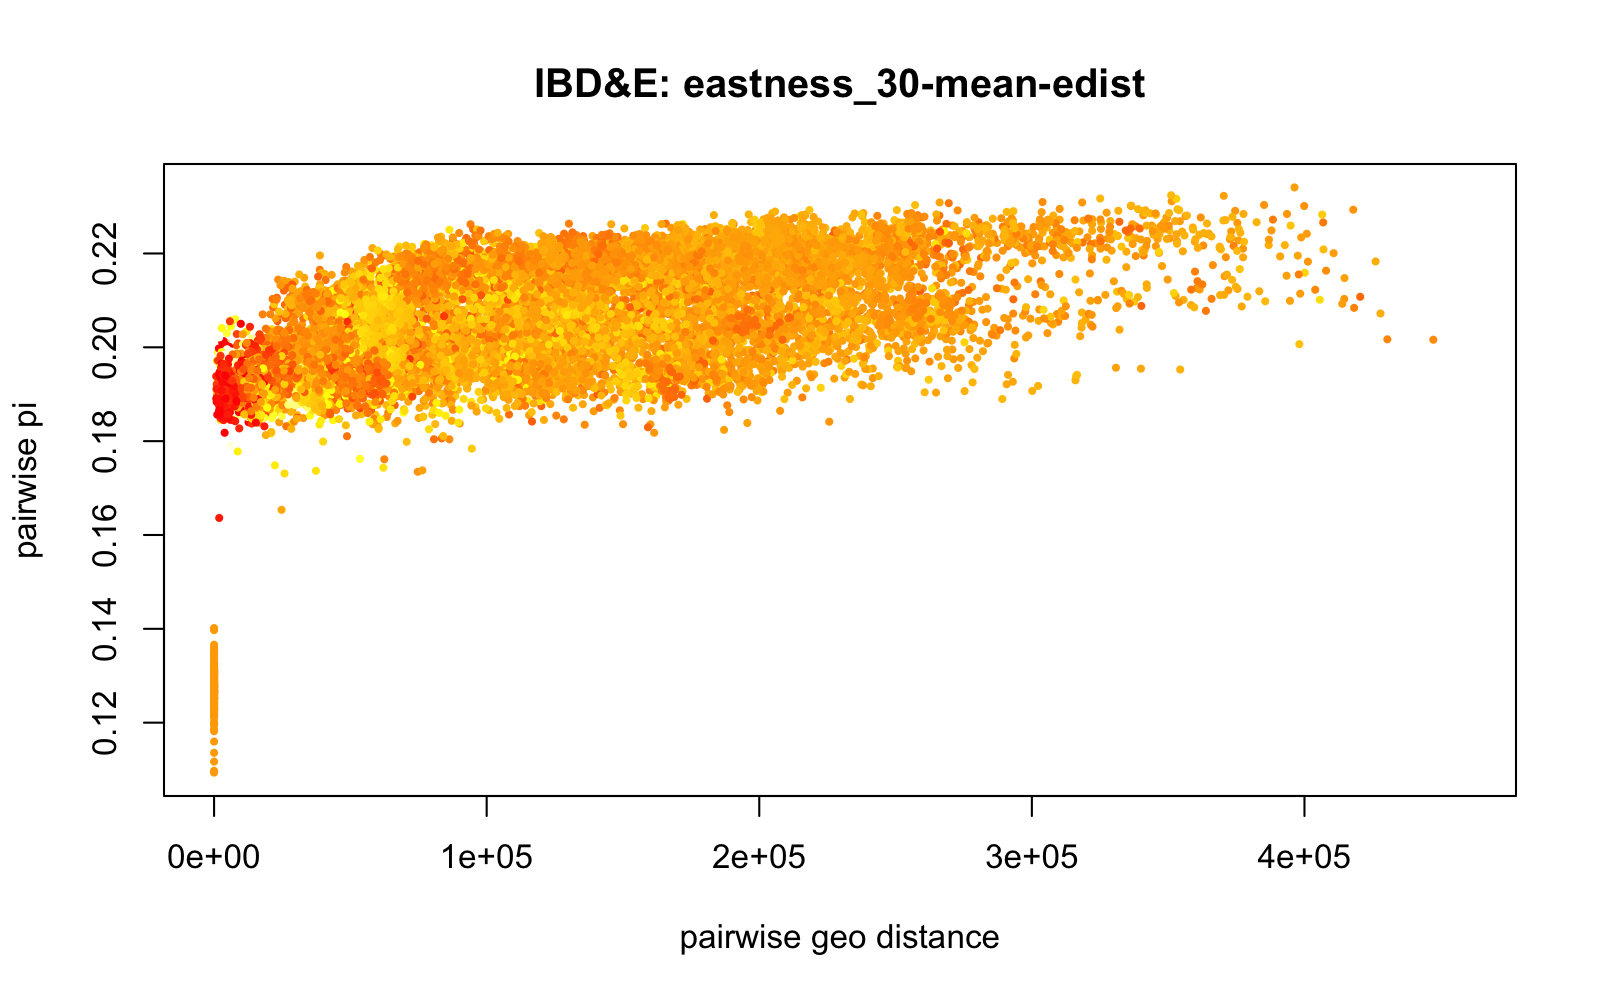 IBD&E: eastness_30-mean-edist
pairwise pi
0.22
0.20
0.18
0.16
0.14
0.12
0e+00 1e+05 2e+05 3e+05 4e+05
pairwise geo distance